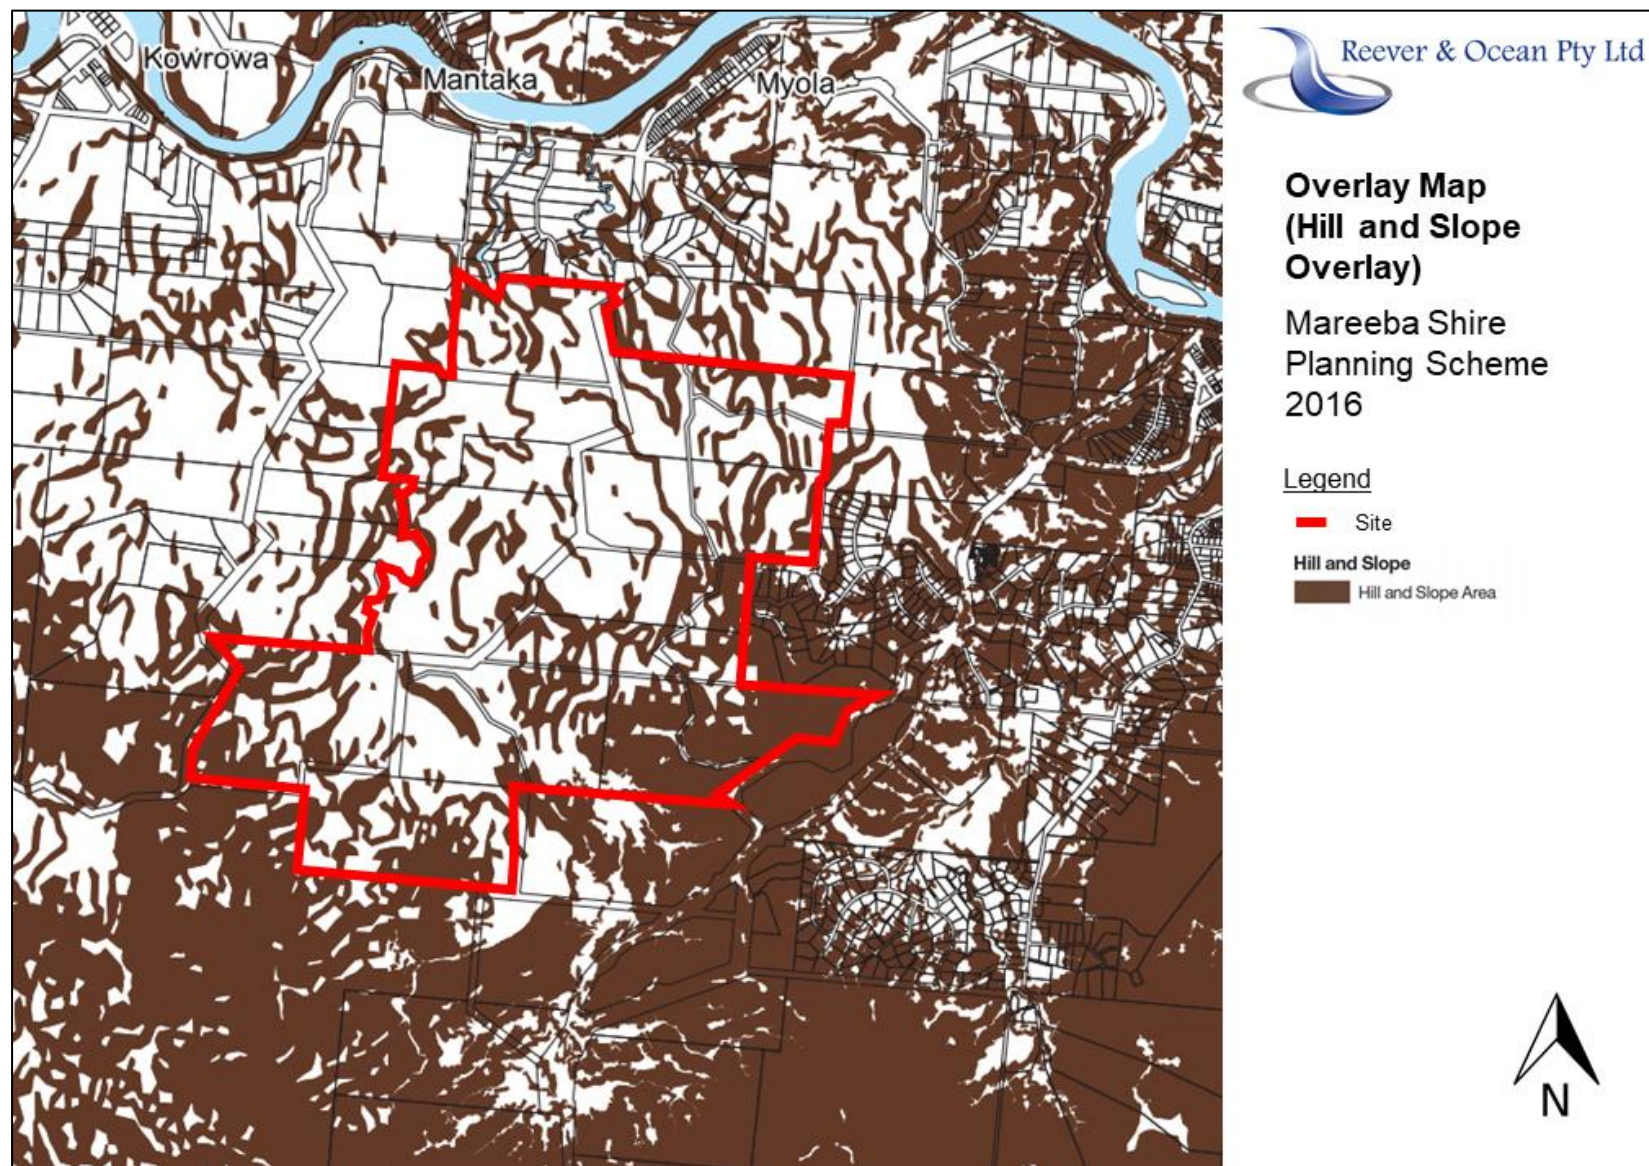 Kowrowa
Mantaka
Myola
Reever & Ocean Pty Ltd
Overlay Map
(Hill and Slope
Overlay)
Mareeba Shire
Planning Scheme
2016
Legend
Site
Hill and Slope
Hill and Slope Area
N